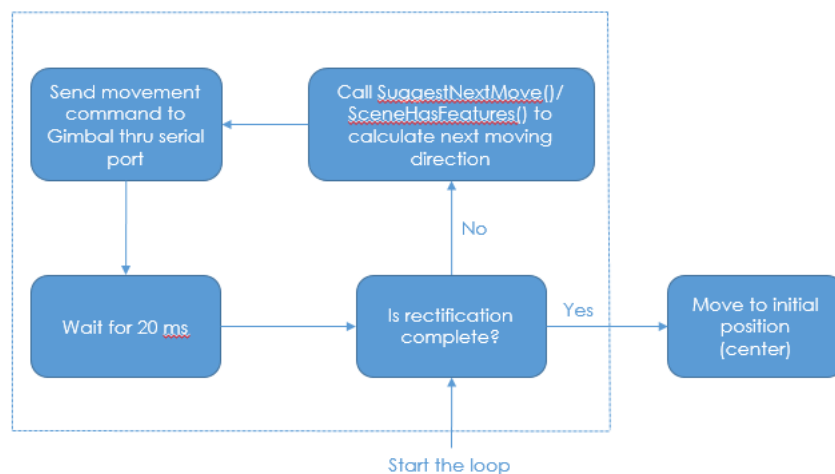 Send movement
command to
Gimbal thru serial
port
Call SuggestNextMove()/
SceneHasFeatures() to
calculate next moving
direction
No
Wait for 20 ms
Is rectification
complete?
Yes
Move to initial
position
(center)
Start the loop